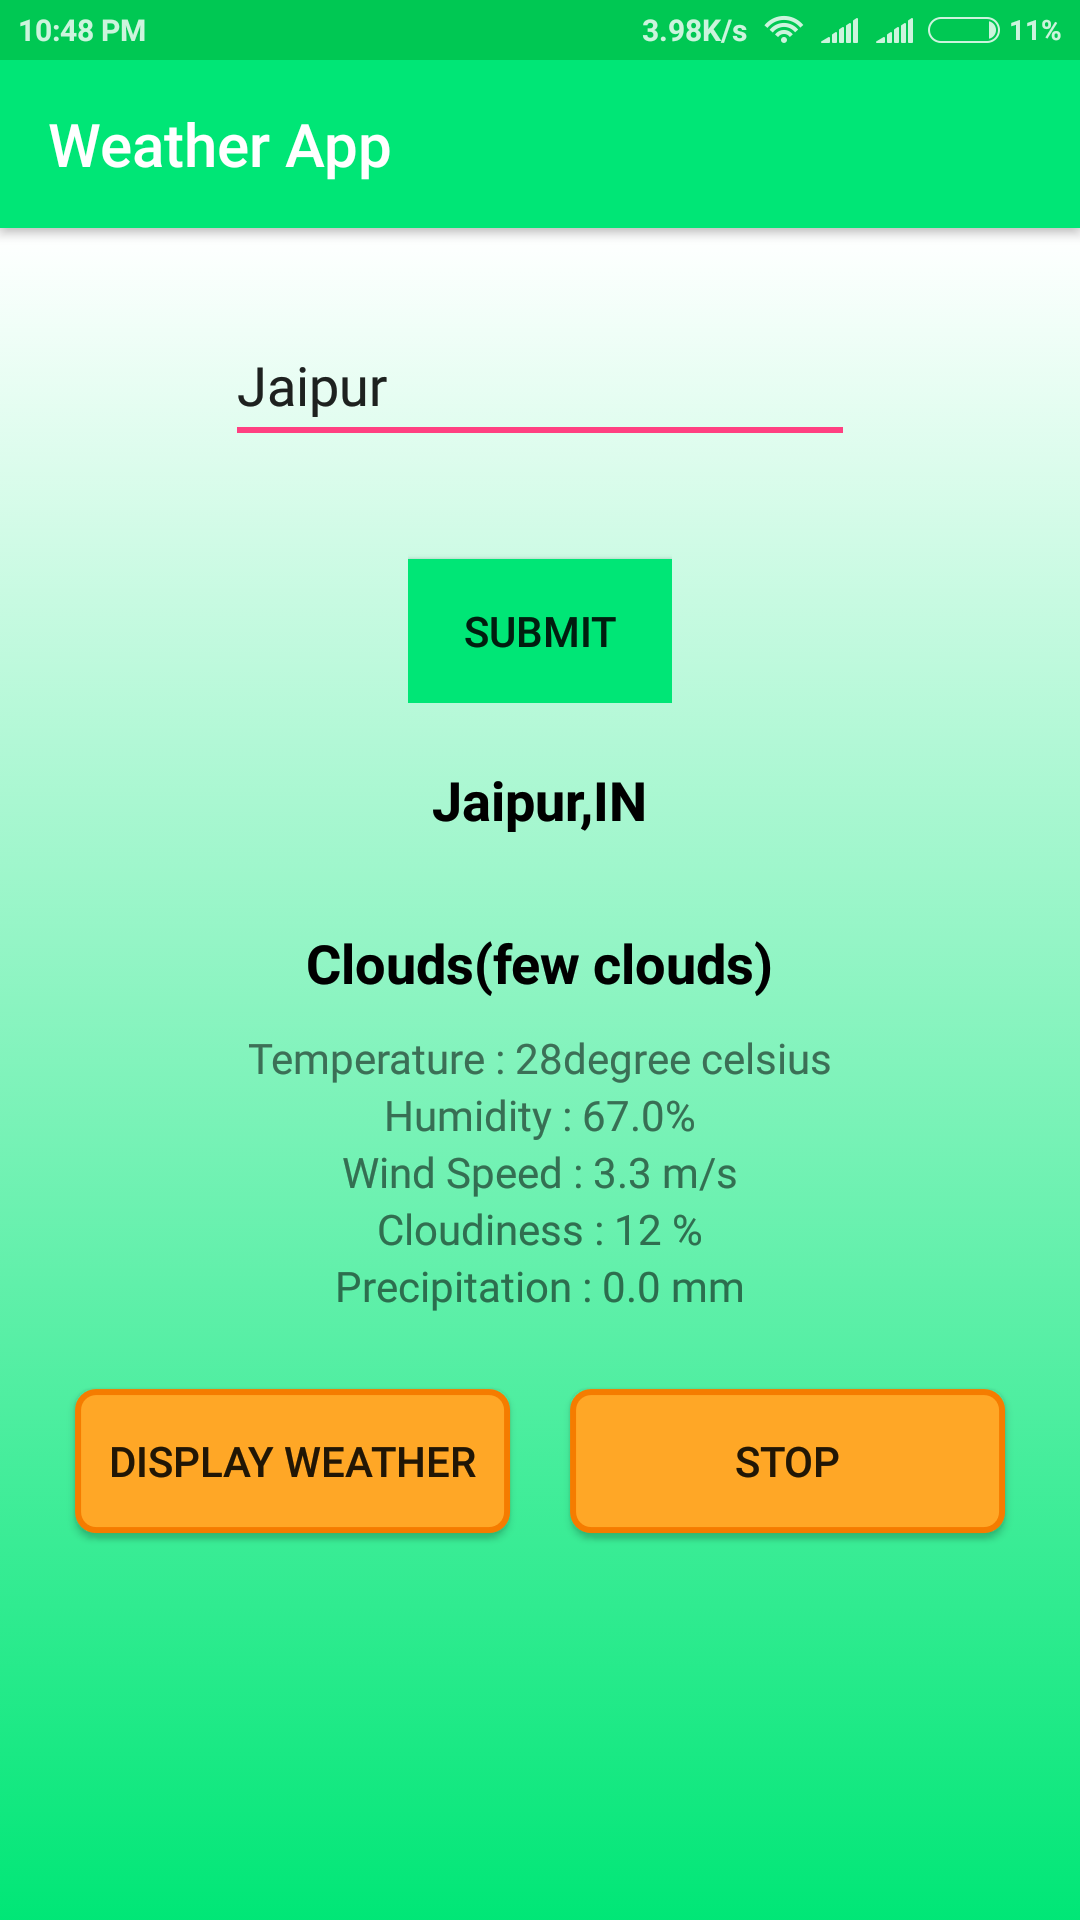 10:48 PM 3.98K/s 11%
Weather App
Jaipur
SUBMIT
Jaipur,IN
Clouds(few clouds)
Temperature : 28degree celsius
Humidity : 67.0%
Wind Speed : 3.3 m/s
Cloudiness : 12 %
Precipitation : 0.0 mm
DISPLAY WEATHER STOP